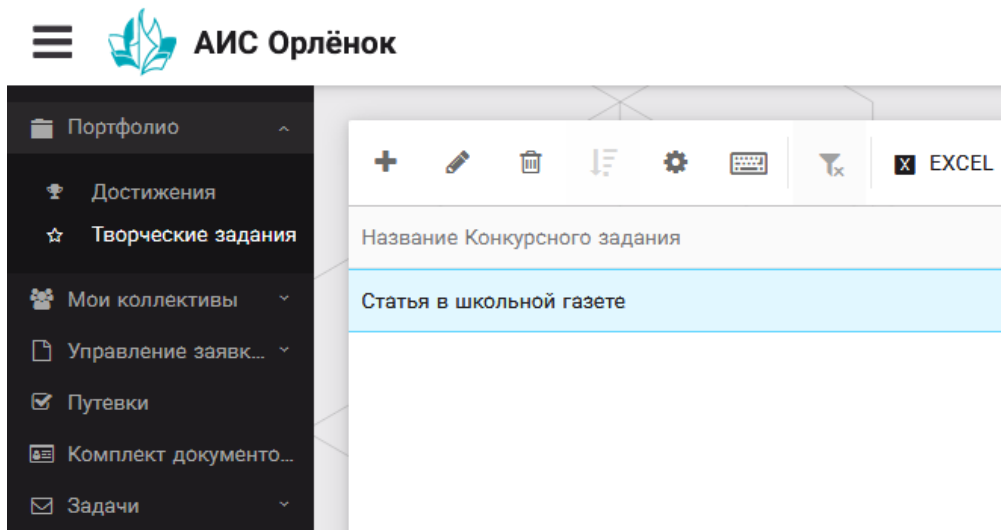 АИС Орлёнок
Портфолио
Достижения
Творческие задания
Мои коллективы
Управление заявк...
Путевки
Комплект документо...
Задачи
X EXCEL
Название Конкурсного задания
Статья в школьной газете